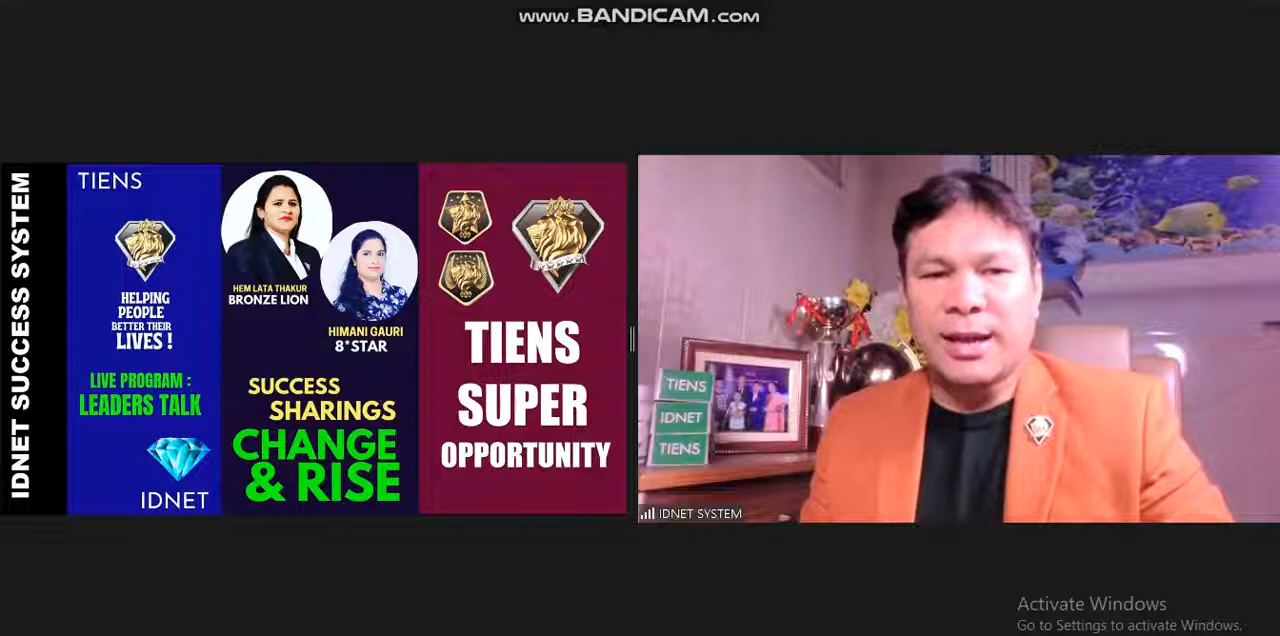 www.BANDICAM.com
IDNET SUCCESS SYSTEM
TIENS
HELPING
PEOPLE
BETTER THEIR
LIVES !
LIVE PROGRAM :
LEADERS TALK
IDNET
HEM LATA THAKUR
BRONZE LION
HIMANI GAURI
8*STAR
SUCCESS
SHARINGS
CHANGE
& RISE
TIENS
SUPER
OPPORTUNITY
TIENS
IDNET
TIENS
IDNET SYSTEM
Activate Windows
Go to Settings to activate Windows.